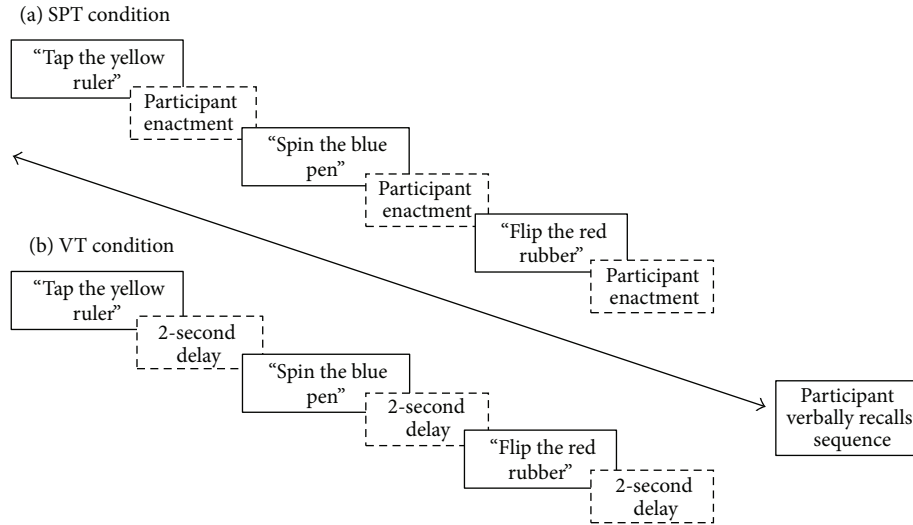 (a) SPT condition
“Tap the yellow
ruler”
Participant
enactment
“Spin the blue
pen”
Participant
enactment
“Flip the red
rubber”
Participant
enactment
(b) VT condition
“Tap the yellow
ruler”
2-second
delay
“Spin the blue
pen”
2-second
delay
“Flip the red
rubber”
2-second
delay
Participant
verbally recalls
sequence